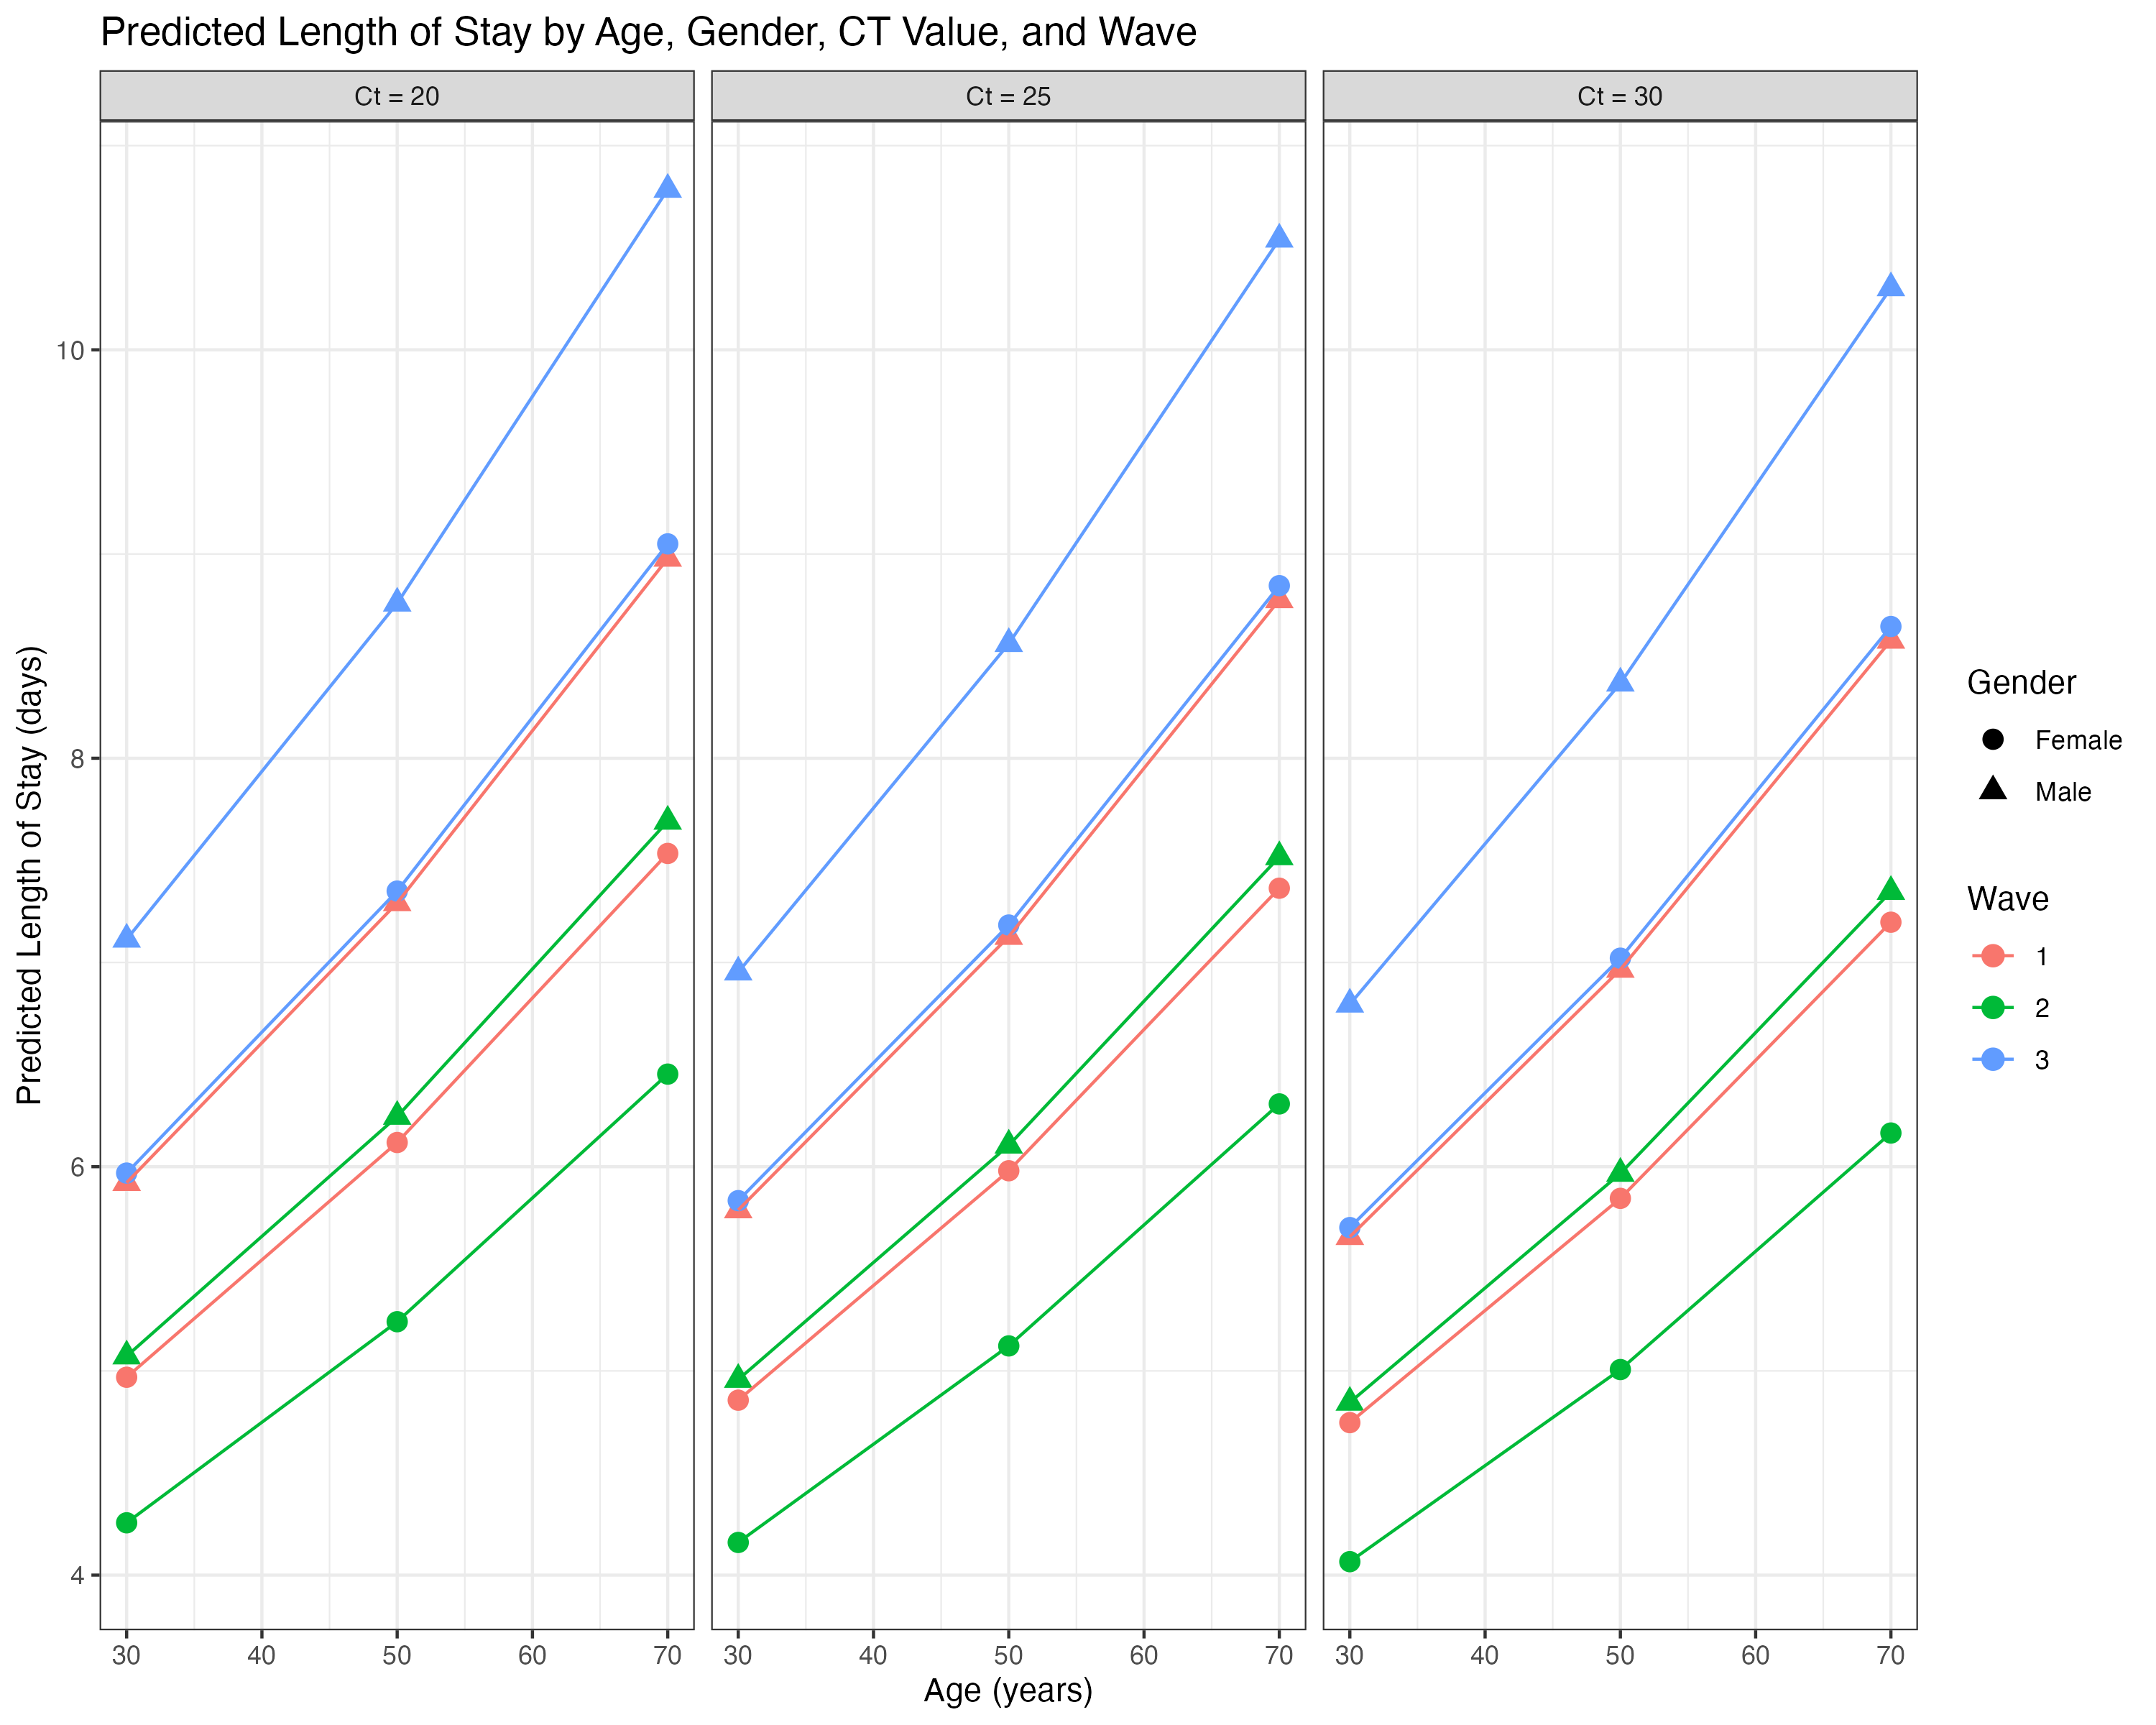 Predicted Length of Stay by Age, Gender, CT Value, and Wave
Ct = 20
Ct = 25
Ct = 30
Predicted Length of Stay (days)
10
8
6
4
30 40 50 60 70
30 40 50 60 70
30 40 50 60 70
Age (years)
Gender
Female
Male
Wave
1
2
3